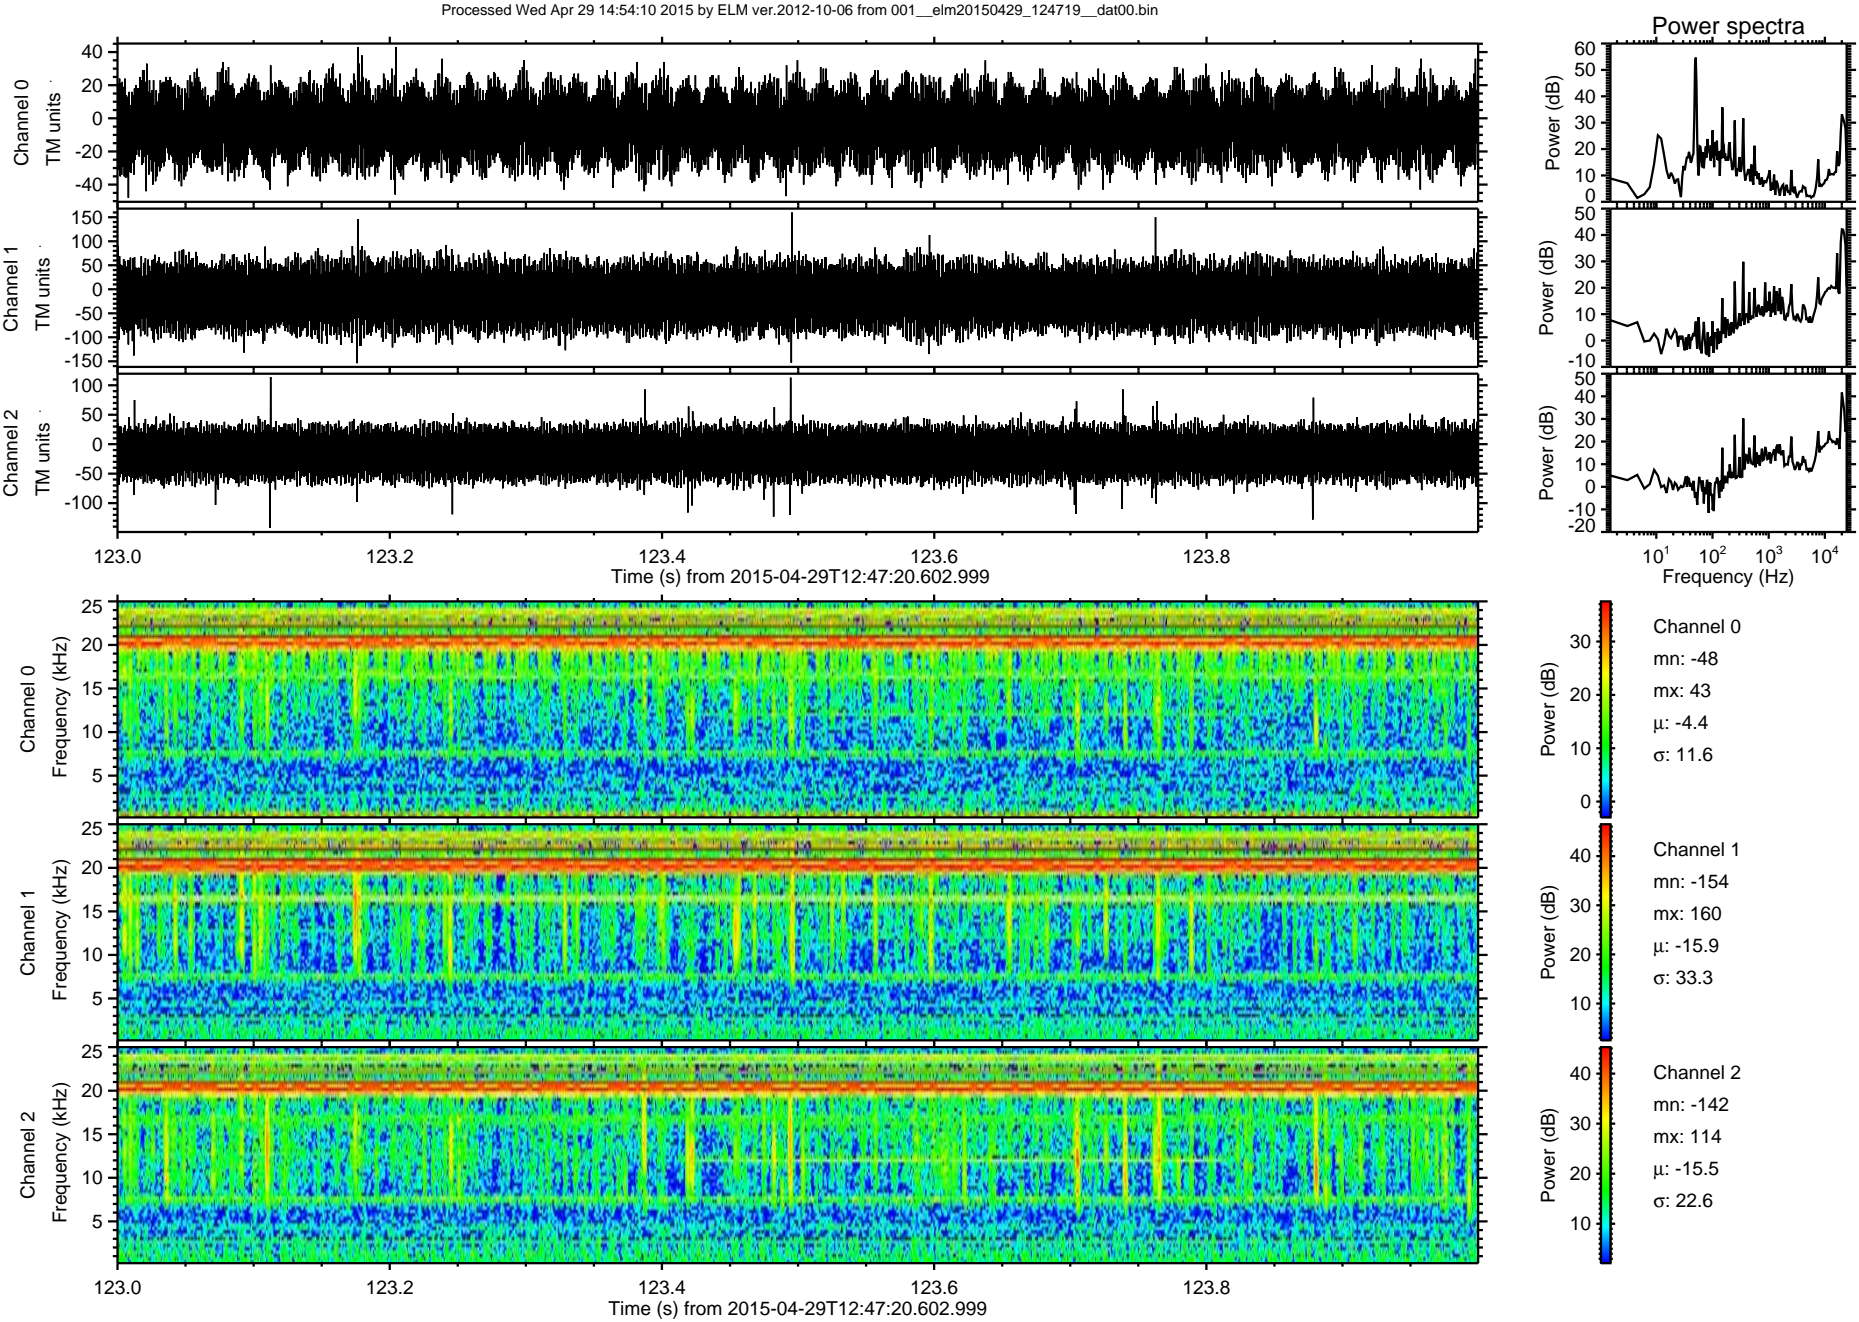 Processed Wed Apr 29 14:54:10 2015 by ELM ver.2012-10-06 from 001__elm20150429_124719__dat00.bin
Power spectra
Channel 0
TM units
40
20
0
-20
-40
Power (dB)
60
50
40
30
20
10
0
Channel 1
TM units
150
100
50
0
-50
-100
-150
Power (dB)
50
40
30
20
10
0
-10
Channel 2
TM units
100
50
0
-50
-100
Power (dB)
50
40
30
20
10
0
-10
-20
123.0 123.2 123.4 123.6 123.8
Time (s) from 2015-04-29T12:47:20.602.999
10^1 10^2 10^3 10^4
Frequency (Hz)
Channel 0
Frequency (kHz)
25
20
15
10
5
Power (dB)
30
20
10
0
Channel 0
mn: -48
mx: 43
µ: -4.4
σ: 11.6
Channel 1
Frequency (kHz)
25
20
15
10
5
Power (dB)
40
30
20
10
Channel 1
mn: -154
mx: 160
µ: -15.9
σ: 33.3
Channel 2
Frequency (kHz)
25
20
15
10
5
Power (dB)
40
30
20
10
Channel 2
mn: -142
mx: 114
µ: -15.5
σ: 22.6
123.0 123.2 123.4 123.6 123.8
Time (s) from 2015-04-29T12:47:20.602.999